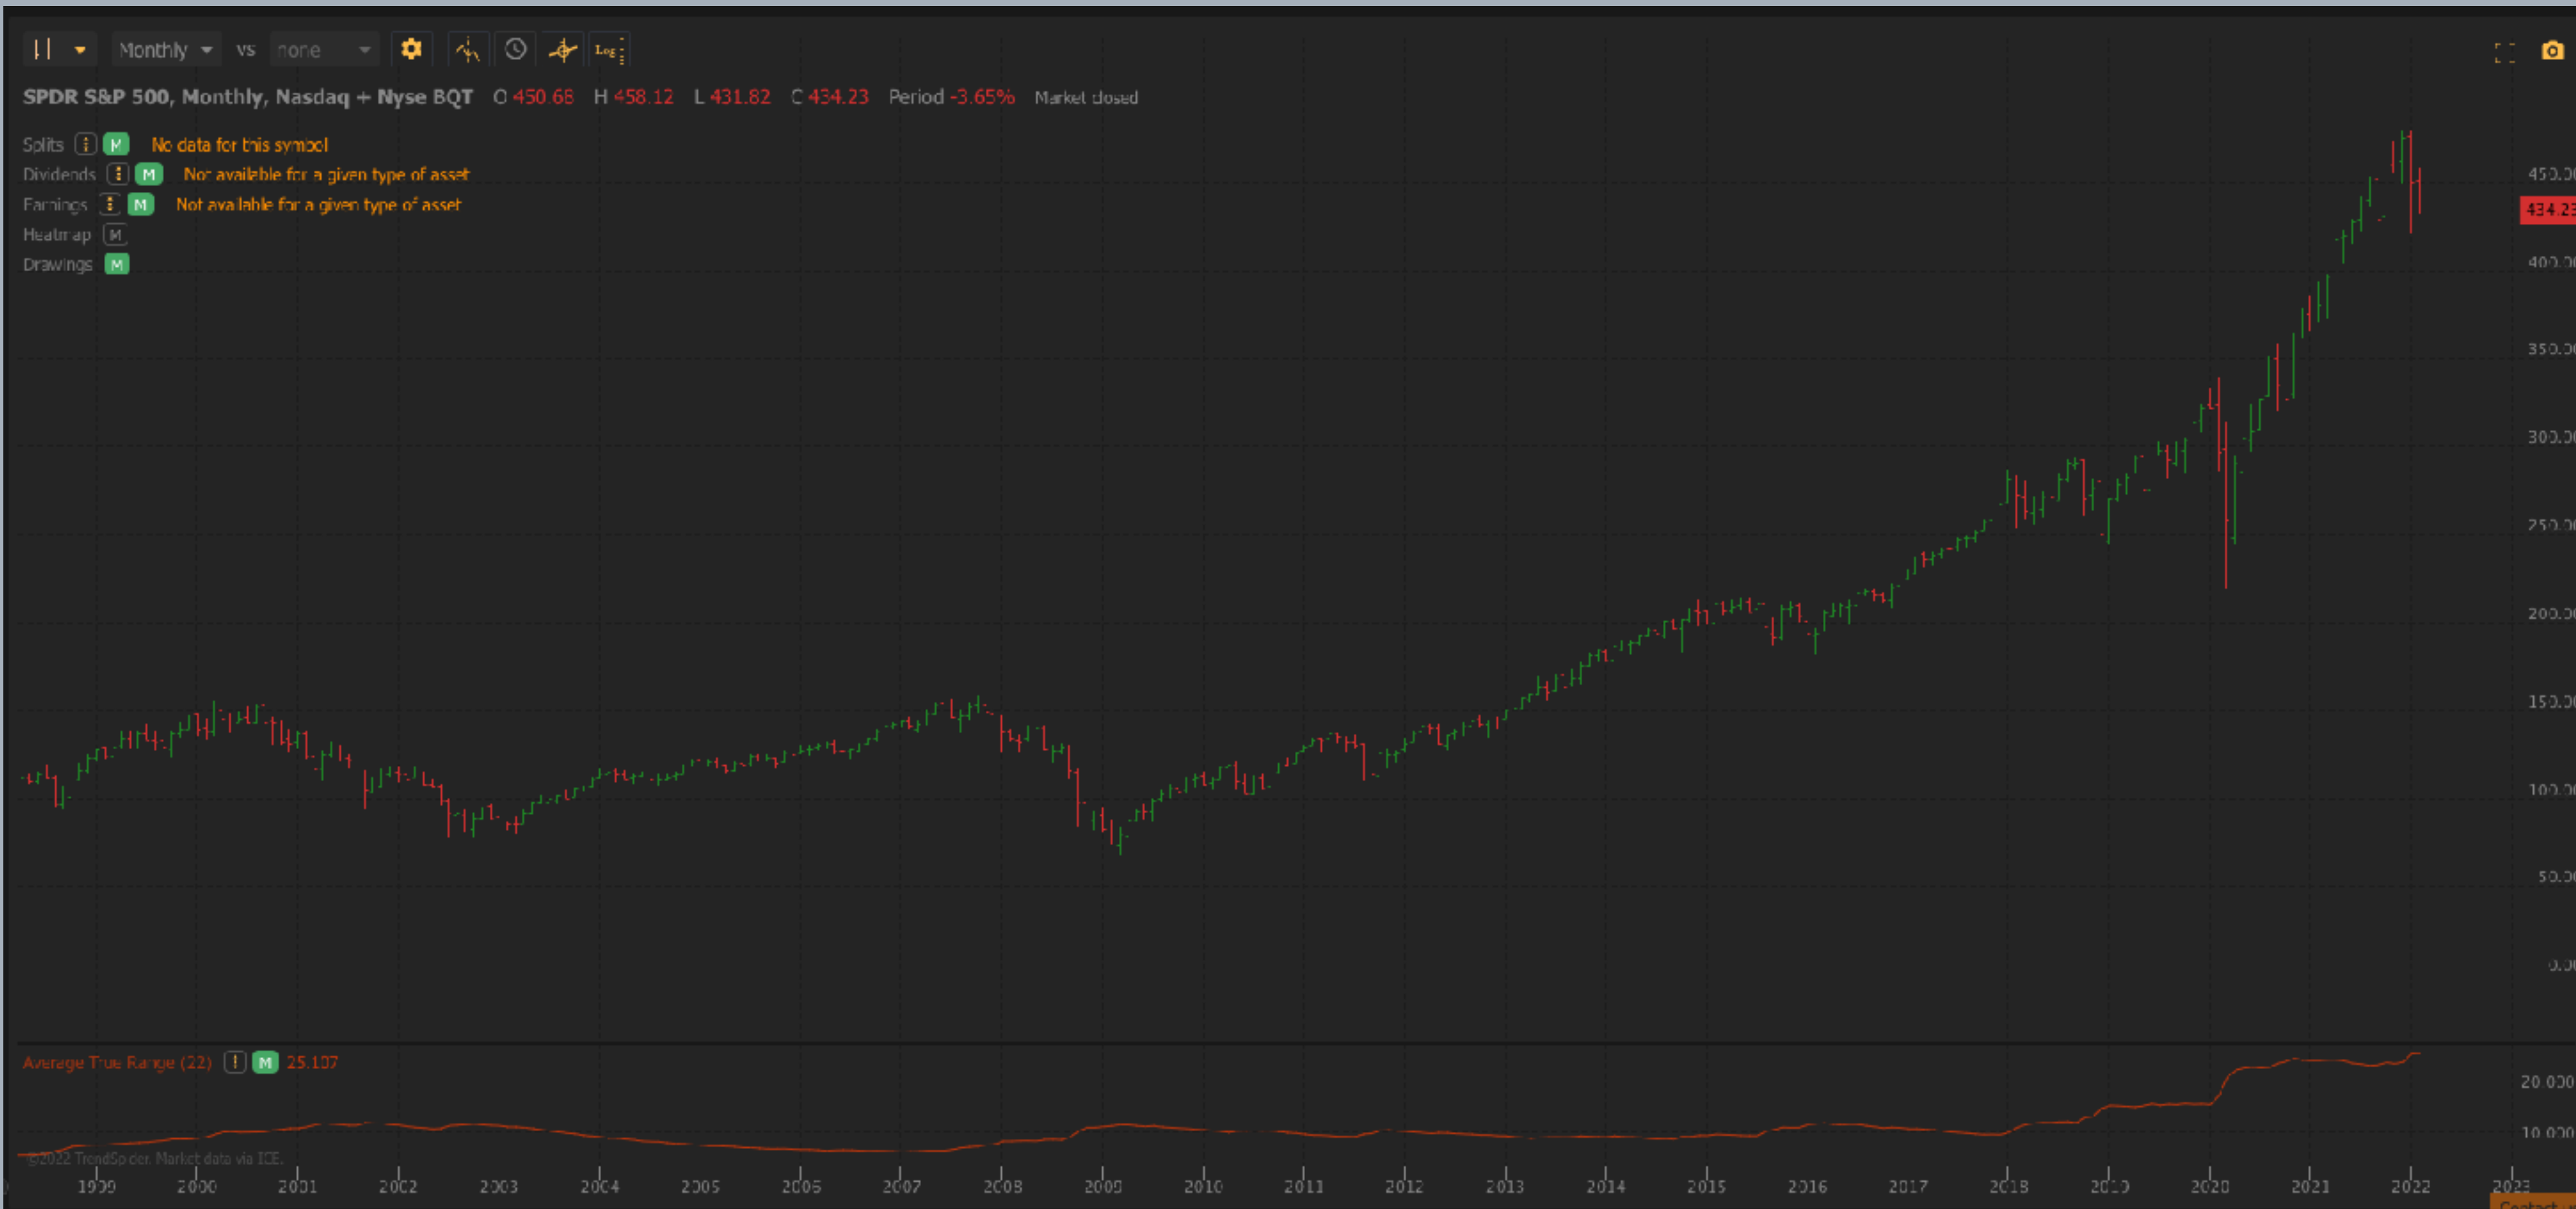 Monthly vs none Log
SPDR S&P 500, Monthly, Nasdaq + Nyse BQT O 450.68 H 458.12 L 431.82 C 434.23 Period -3.65% Market closed
Splits M No data for this symbol
Dividends M Not available for a given type of asset
Earnings M Not available for a given type of asset
Heatmap M
Drawings M
450.00
434.23
400.00
350.00
300.00
250.00
200.00
150.00
100.00
50.00
0.00
Average True Range (22) M 25.107
20.000
10.000
©2022 TrendSpider. Market data via ICE.
1999 2000 2001 2002 2003 2004 2005 2006 2007 2008 2009 2010 2011 2012 2013 2014 2015 2016 2017 2018 2019 2020 2021 2022 2023